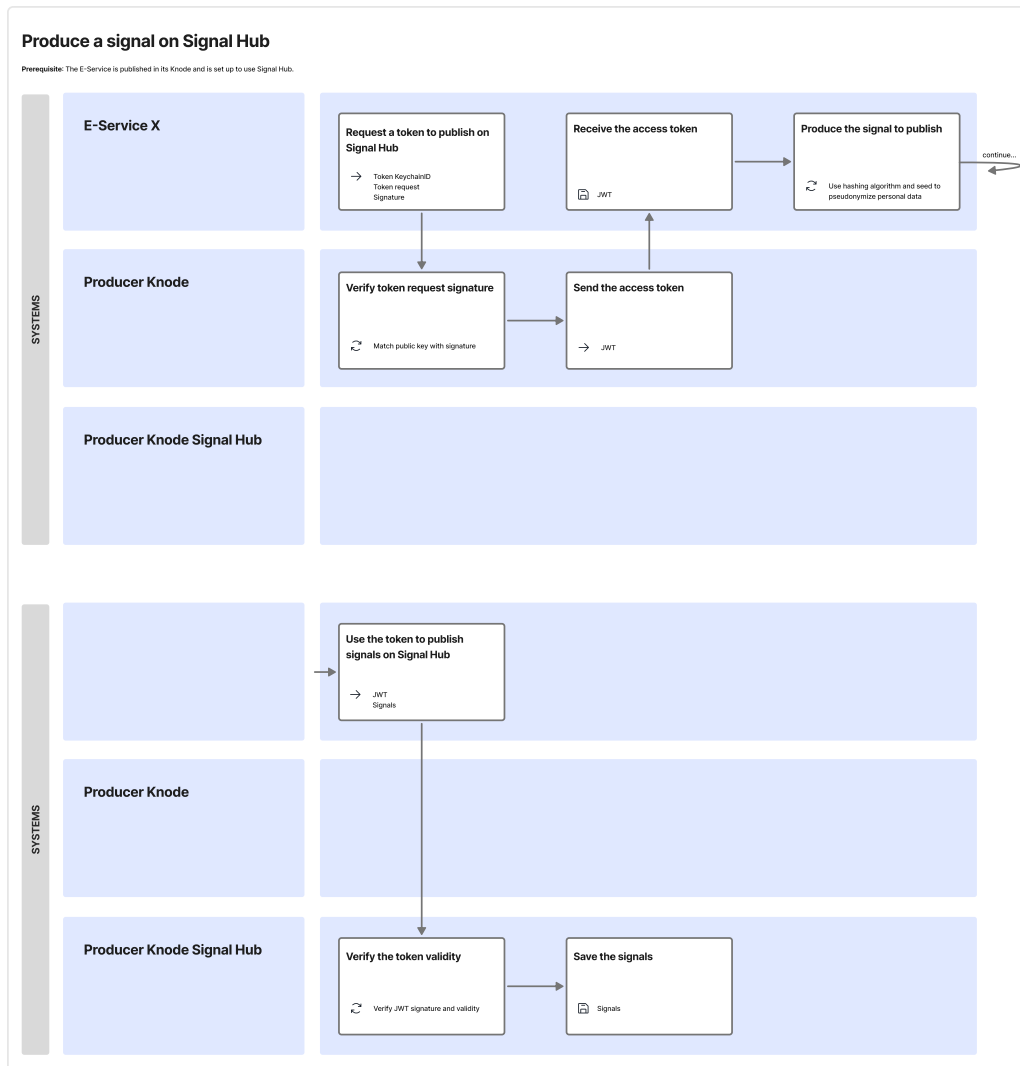 Produce a signal on Signal Hub
Prerequisite: The E-Service is published in its Knode and is set up to use Signal Hub.
SYSTEMS
E-Service X
Request a token to publish on
Signal Hub
Token KeychainID
Token request
Signature
Receive the access token
JWT
Produce the signal to publish
Use hashing algorithm and seed to
pseudonymize personal data
continue...
Producer Knode
Verify token request signature
Match public key with signature
Send the access token
JWT
Producer Knode Signal Hub
SYSTEMS
Use the token to publish
signals on Signal Hub
JWT
Signals
Producer Knode
Producer Knode Signal Hub
Verify the token validity
Verify JWT signature and validity
Save the signals
Signals